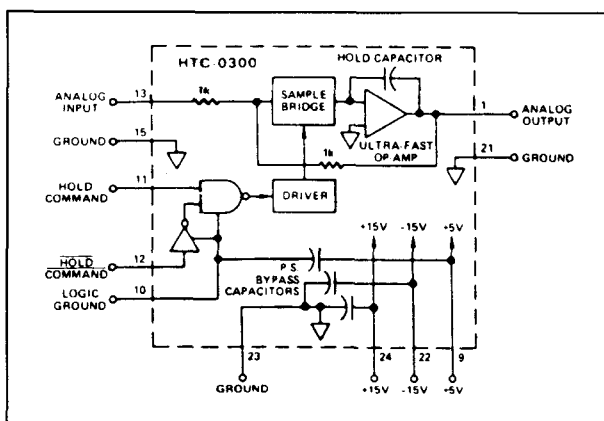 HTC-0300
HOLD CAPACITOR
ANALOG
INPUT
13
1k
SAMPLE
BRIDGE
1
ANALOG
OUTPUT
GROUND
15
ULTRA-FAST
OP AMP
1k
21
GROUND
HOLD
COMMAND
11
DRIVER
+15V
-15V
+5V
HOLD
COMMAND
12
P.S.
BYPASS
CAPACITORS
LOGIC
GROUND
10
23
24
22
9
GROUND
+15V
-15V
+5V